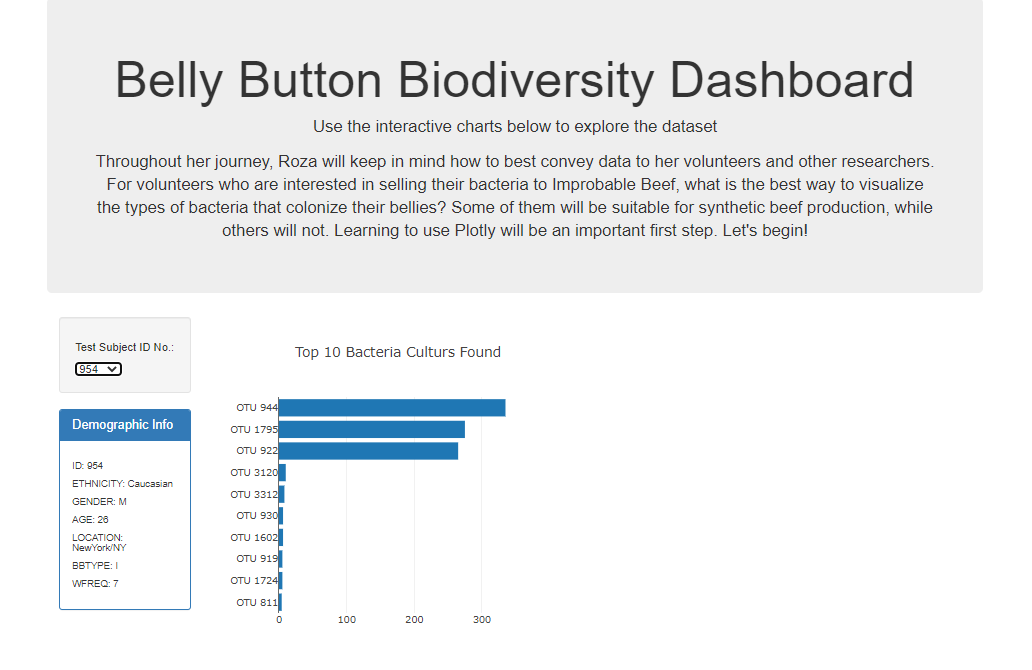 Belly Button Biodiversity Dashboard
Use the interactive charts below to explore the dataset
Throughout her journey, Roza will keep in mind how to best convey data to her volunteers and other researchers.
For volunteers who are interested in selling their bacteria to Improbable Beef, what is the best way to visualize
the types of bacteria that colonize their bellies? Some of them will be suitable for synthetic beef production, while
others will not. Learning to use Plotly will be an important first step. Let's begin!
Test Subject ID No.:
954
Demographic Info
ID: 954
ETHNICITY: Caucasian
GENDER: M
AGE: 26
LOCATION:
NewYork/NY
BBTYPE: I
WFREQ: 7
Top 10 Bacteria Culturs Found
OTU 944
OTU 1795
OTU 922
OTU 3120
OTU 3312
OTU 930
OTU 1602
OTU 919
OTU 1724
OTU 811
0 100 200 300